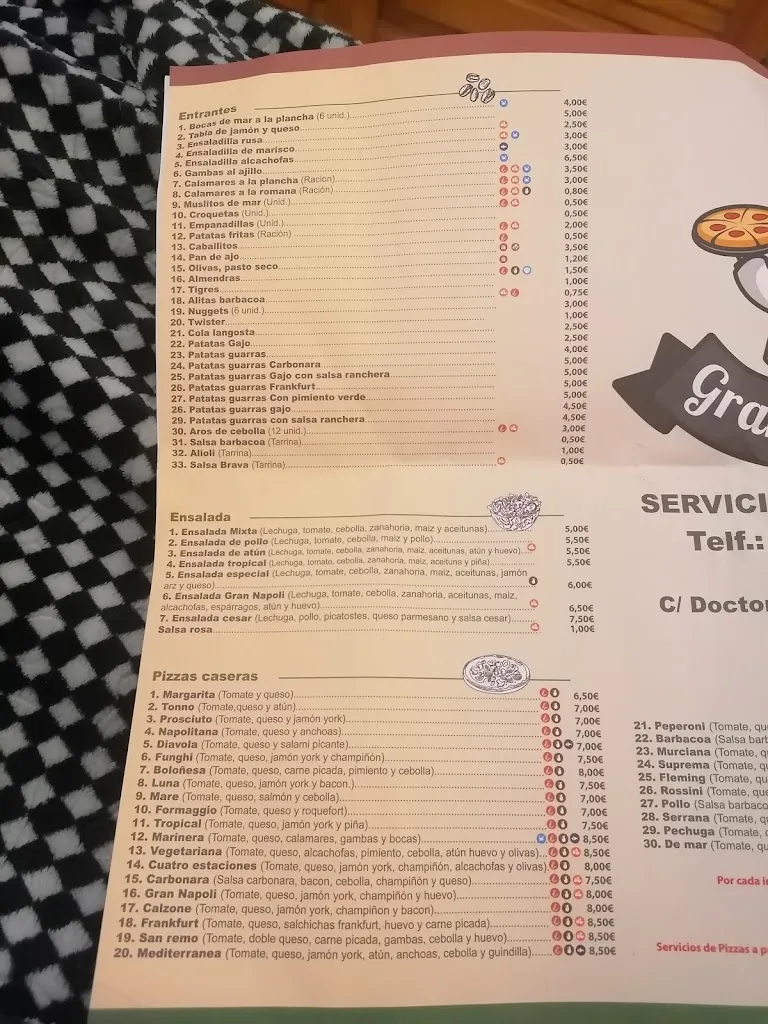 Entrantes
1. Bocas de mar a la plancha (6 unid.) 4,00€
2. Tabla de jamón y queso 5,00€
3. Ensaladilla rusa 2,50€
4. Ensaladilla de marisco 3,00€
5. Ensaladilla alcachofas 3,00€
6. Gambas al ajillo 6,50€
7. Calamares a la plancha (Racion) 3,50€
8. Calamares a la romana (Ración) 3,00€
9. Muslitos de mar (Unid.) 0,80€
10. Croquetas (Unid.) 0,50€
11. Empanadillas (Unid.) 0,50€
12. Patatas fritas (Ración) 2,00€
13. Caballitos 0,50€
14. Pan de ajo 3,50€
15. Olivas, pasto seco 1,20€
16. Almendras 1,50€
17. Tigres 1,00€
18. Alitas barbacoa 0,75€
19. Nuggets (6 unid.) 3,00€
20. Twister 1,00€
21. Cola langosta 2,50€
22. Patatas Gajo 2,50€
23. Patatas guarras 4,00€
24. Patatas guarras Carbonara 5,00€
25. Patatas guarras Gajo con salsa ranchera 5,00€
26. Patatas guarras Frankfurt 5,00€
27. Patatas guarras Con pimiento verde 5,00€
26. Patatas guarras gajo 4,50€
29. Patatas guarras con salsa ranchera 4,50€
30. Aros de cebolla (12 unid.) 3,00€
31. Salsa barbacoa (Tarrina) 0,50€
32. Alioli (Tarrina) 1,00€
33. Salsa Brava (Tarrina) 0,50€
Ensalada
1. Ensalada Mixta (Lechuga, tomate, cebolla, zanahoria, maiz y aceitunas) 5,00€
2. Ensalada de pollo (Lechuga, tomate, maiz y pollo) 5,50€
3. Ensalada de atún (Lechuga, tomate, cebolla, zanahoria, maiz, aceitunas, atún y huevo) 5,50€
4. Ensalada tropical (Lechuga, tomate, cebolla, zanahoria, maiz, aceituna y piña) 5,50€
5. Ensalada especial (Lechuga, tomate, cebolla, zanahoria, maiz, aceitunas, jamón
arz y queso) 6,00€
6. Ensalada Gran Napoli (Lechuga, tomate, cebolla, zanahoria, aceitunas, maiz,
alcachofas, espárragos, atún y huevo) 6,50€
7. Ensalada cesar (Lechuga, pollo, picatostes, queso parmesano y salsa cesar) 7,50€
Salsa rosa 1,00€
Pizzas caseras
1. Margarita (Tomate y queso) 6,50€
2. Tonno (Tomate,queso y atún) 7,00€
3. Prosciuto (Tomate, queso y jamón york) 7,00€
4. Napolitana (Tomate, queso y anchoas) 7,00€
5. Diavola (Tomate, queso y salami picante) 7,00€
6. Funghi (Tomate, queso, jamón york y champiñón) 7,50€
7. Boloñesa (Tomate, queso, carne picada, pimiento y cebolla) 8,00€
8. Luna (Tomate, queso, jamón york y bacon.) 7,50€
9. Mare (Tomate, queso, salmón y cebolla) 7,00€
10. Formaggio (Tomate, queso y roquefort) 7,00€
11. Tropical (Tomate, queso, jamón york y piña) 7,50€
12. Marinera (Tomate, queso, calamares, gambas y bocas) 8,50€
13. Vegetariana (Tomate, queso, alcachofas, pimiento, cebolla, atún huevo y olivas) 8,50€
14. Cuatro estaciones (Tomate, queso, jamón york, champiñón, alcachofas y olivas) 8,00€
15. Carbonara (Salsa carbonara, bacon, cebolla, champiñón y queso) 7,50€
16. Gran Napoli (Tomate, queso, jamón york, champiñón y huevo) 8,00€
17. Calzone (Tomate, queso, jamón york, champiñon y bacon) 8,00€
18. Frankfurt (Tomate, queso, salchichas frankfurt, huevo y carne picada) 8,50€
19. San remo (Tomate, doble queso, carne picada, gambas, cebolla y huevo) 8,50€
20. Mediterranea (Tomate, queso, jamón york, atún, anchoas, cebolla y guindilla) 8,50€
Gra
SERVICI
Telf.:
C/ Docto
21. Peperoni (Tomate, qu
22. Barbacoa (Salsa barb
23. Murciana (Tomate, q
24. Suprema (Tomate, q
25. Fleming (Tomate, qu
26. Rossini (Tomate, que
27. Pollo (Salsa barbaco
28. Serrana (Tomate, qu
29. Pechuga (Tomate,
30. De mar (Tomate, qu
Por cada i
Servicios de Pizzas a p